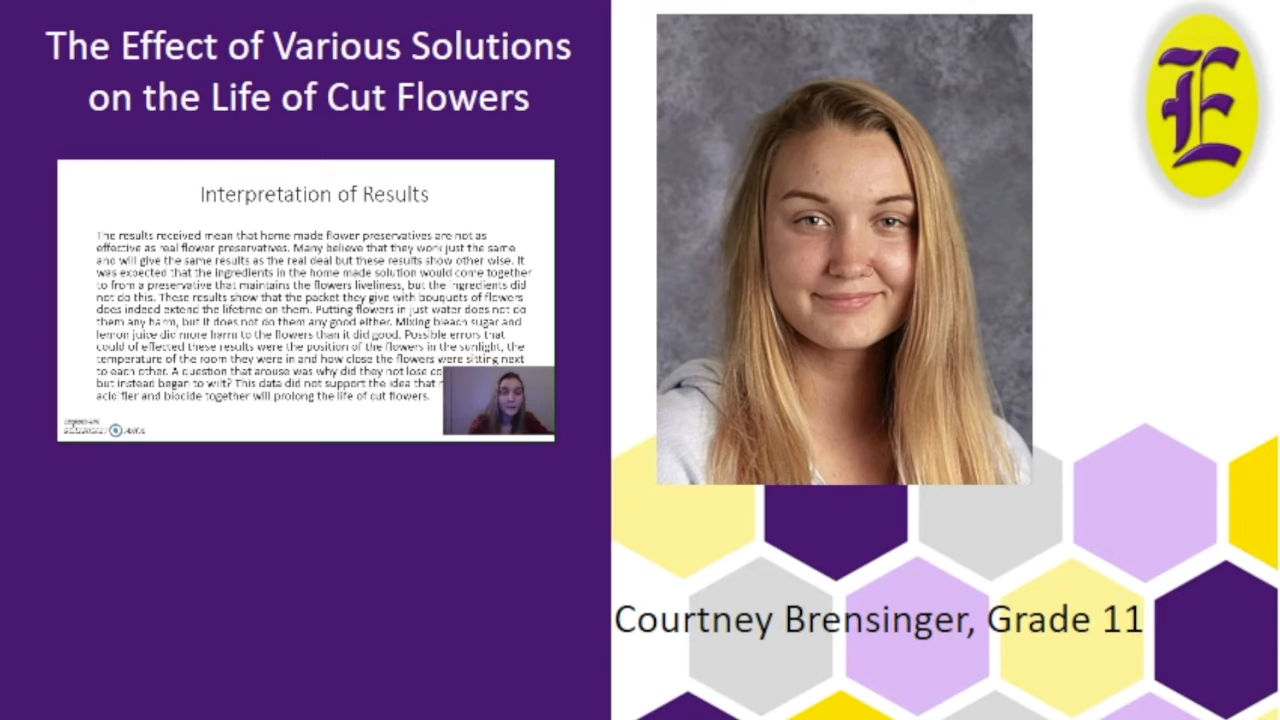 The Effect of Various Solutions
on the Life of Cut Flowers
Interpretation of Results
The results received mean that home made flower preservatives are not as
effective as real flower preservatives. Many believe that they work just the same
and will give the same results as the real deal but these results show other wise. It
was expected that the ingredients in the home made solution would come together
to from a preservative that maintains the flowers liveliness, but the ingredients did
not do this. These results show that the packet they give with bouquets of flowers
does indeed extend the lifetime on them. Putting flowers in just water does not do
them any harm, but it does not do them any good either. Mixing bleach sugar and
lemon juice did more harm to the flowers than it did good. Possible errors that
could of effected these results were the position of the flowers in the sunlight, the
temperature of the room they were in and how close the flowers were sitting next
to each other. A question that arouse was why did they not lose
but instead began to wilt? This data did not support the idea that
acidifier and biocide together will prolong the life of cut flowers.
E
Courtney Brensinger, Grade 11